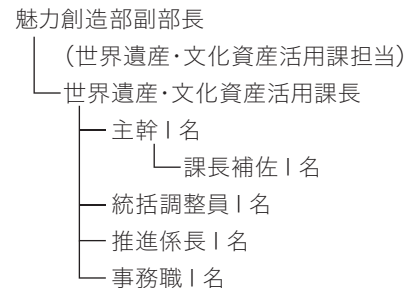 魅力創造部副部長
(世界遺産･文化資産活用課担当)
世界遺産･文化資産活用課長
主幹1名
課長補佐1名
統括調整員1名
推進係長1名
事務職1名